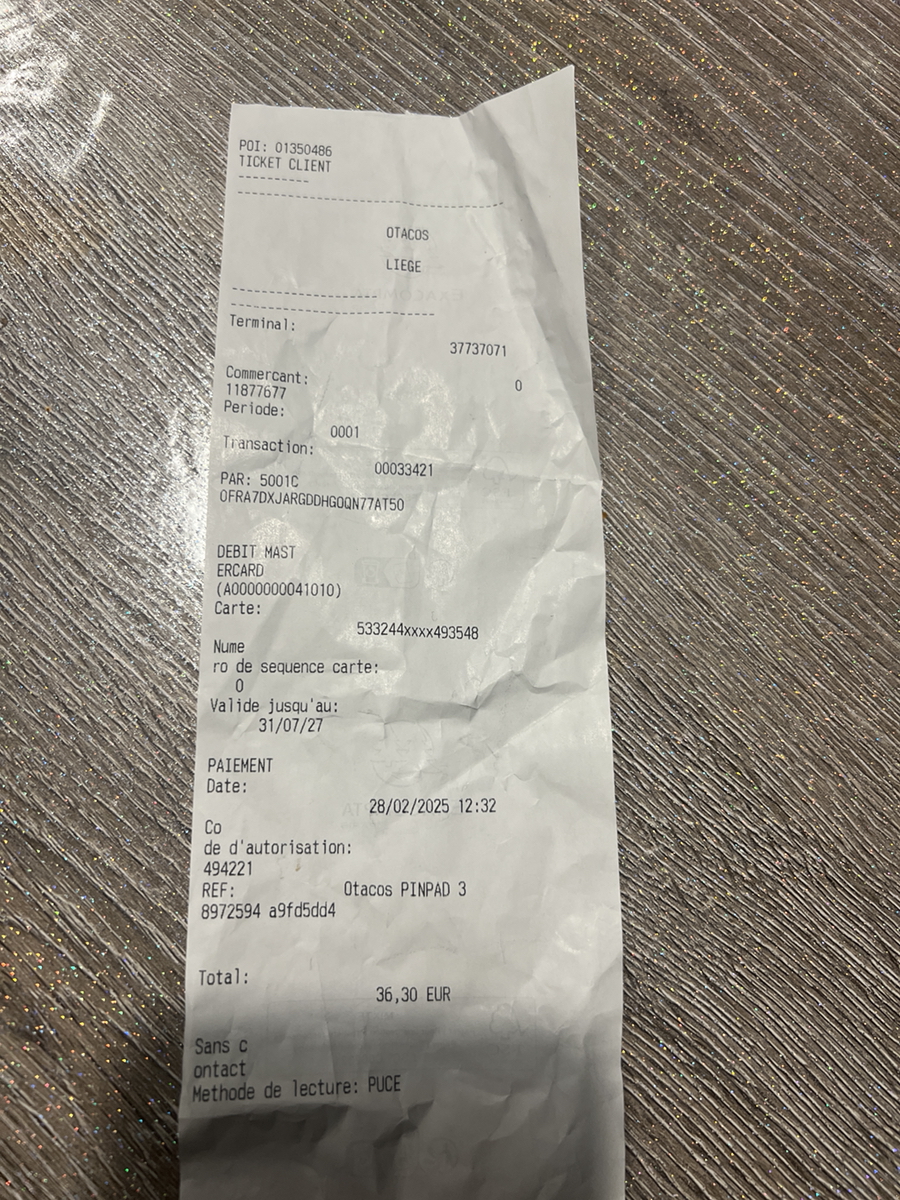 POI: 01350486
TICKET CLIENT
----------
--------------------------------------
OTACOS
LIEGE
---------------------
-----------------------------
Terminal:
37737071
Commercant: 0
11877677
Periode:
0001
Transaction:
00033421
PAR: 5001C
0FRA7DXJARGDDHGOQN77AT50
DEBIT MAST
ERCARD
(A0000000041010)
Carte:
533244xxxx493548
Nume
ro de sequence carte:
0
Valide jusqu'au:
31/07/27
PAIEMENT
Date:
28/02/2025 12:32
Co
de d'autorisation:
494221
REF: Otacos PINPAD 3
8972594 a9fd5dd4
Total:
36,30 EUR
Sans c
ontact
Methode de lecture: PUCE